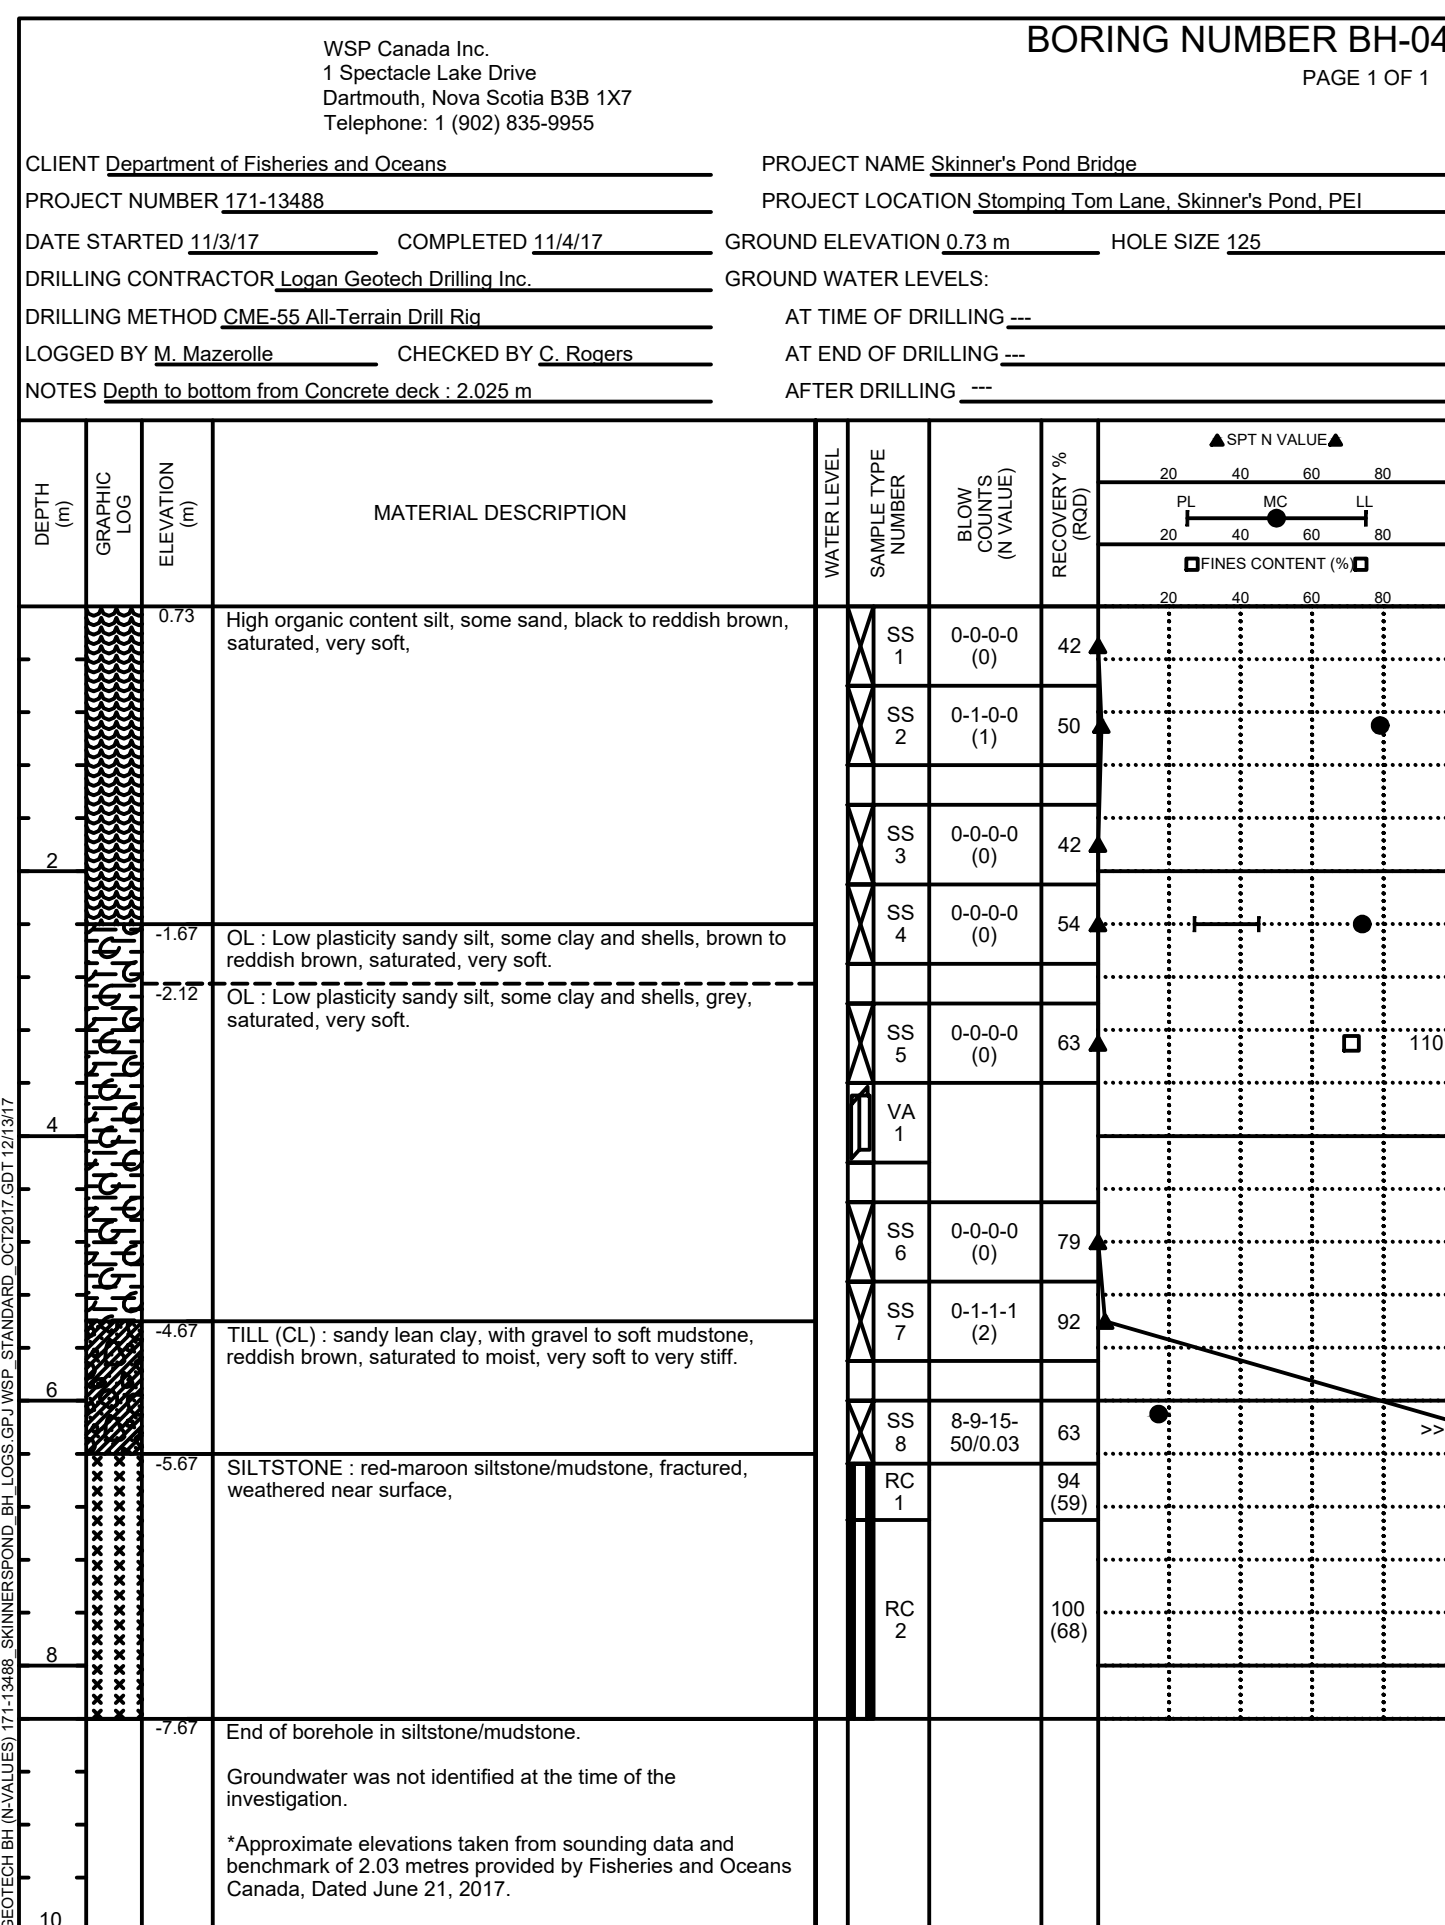 BORING NUMBER BH-04
PAGE 1 OF 1
WSP Canada Inc.
1 Spectacle Lake Drive
Dartmouth, Nova Scotia B3B 1X7
Telephone: 1 (902) 835-9955
CLIENT Department of Fisheries and Oceans
PROJECT NAME Skinner's Pond Bridge
PROJECT NUMBER 171-13488
PROJECT LOCATION Stomping Tom Lane, Skinner's Pond, PEI
DATE STARTED 11/3/17 COMPLETED 11/4/17
GROUND ELEVATION 0.73 m HOLE SIZE 125
DRILLING CONTRACTOR Logan Geotech Drilling Inc.
GROUND WATER LEVELS:
DRILLING METHOD CME-55 All-Terrain Drill Rig
AT TIME OF DRILLING ---
LOGGED BY M. Mazerolle CHECKED BY C. Rogers
AT END OF DRILLING ---
NOTES Depth to bottom from Concrete deck : 2.025 m
AFTER DRILLING ---
DEPTH
(m)
GRAPHIC
LOG
ELEVATION
(m)
MATERIAL DESCRIPTION
WATER LEVEL
SAMPLE TYPE
NUMBER
BLOW
COUNTS
(N VALUE)
RECOVERY %
(RQD)
SPT N VALUE
20 40 60 80
PL MC LL
20 40 60 80
FINES CONTENT (%)
20 40 60 80
0.73
High organic content silt, some sand, black to reddish brown,
saturated, very soft,
SS
1
0-0-0-0
(0)
42
SS
2
0-1-0-0
(1)
50
SS
3
0-0-0-0
(0)
42
2
SS
4
0-0-0-0
(0)
54
-1.67
OL : Low plasticity sandy silt, some clay and shells, brown to
reddish brown, saturated, very soft.
-2.12
OL : Low plasticity sandy silt, some clay and shells, grey,
saturated, very soft.
SS
5
0-0-0-0
(0)
63
110
VA
1
4
SS
6
0-0-0-0
(0)
79
SS
7
0-1-1-1
(2)
92
-4.67
TILL (CL) : sandy lean clay, with gravel to soft mudstone,
reddish brown, saturated to moist, very soft to very stiff.
6
SS
8
8-9-15-
50/0.03
63
>>
-5.67
SILTSTONE : red-maroon siltstone/mudstone, fractured,
weathered near surface,
RC
1
94
(59)
RC
2
100
(68)
8
-7.67
End of borehole in siltstone/mudstone.
Groundwater was not identified at the time of the
investigation.
*Approximate elevations taken from sounding data and
benchmark of 2.03 metres provided by Fisheries and Oceans
Canada, Dated June 21, 2017.
10
GEOTECH BH (N-VALUES) 171-13488_SKINNERSPOND_BH_LOGS.GPJ WSP_STANDARD_OCT2017.GDT 12/13/17